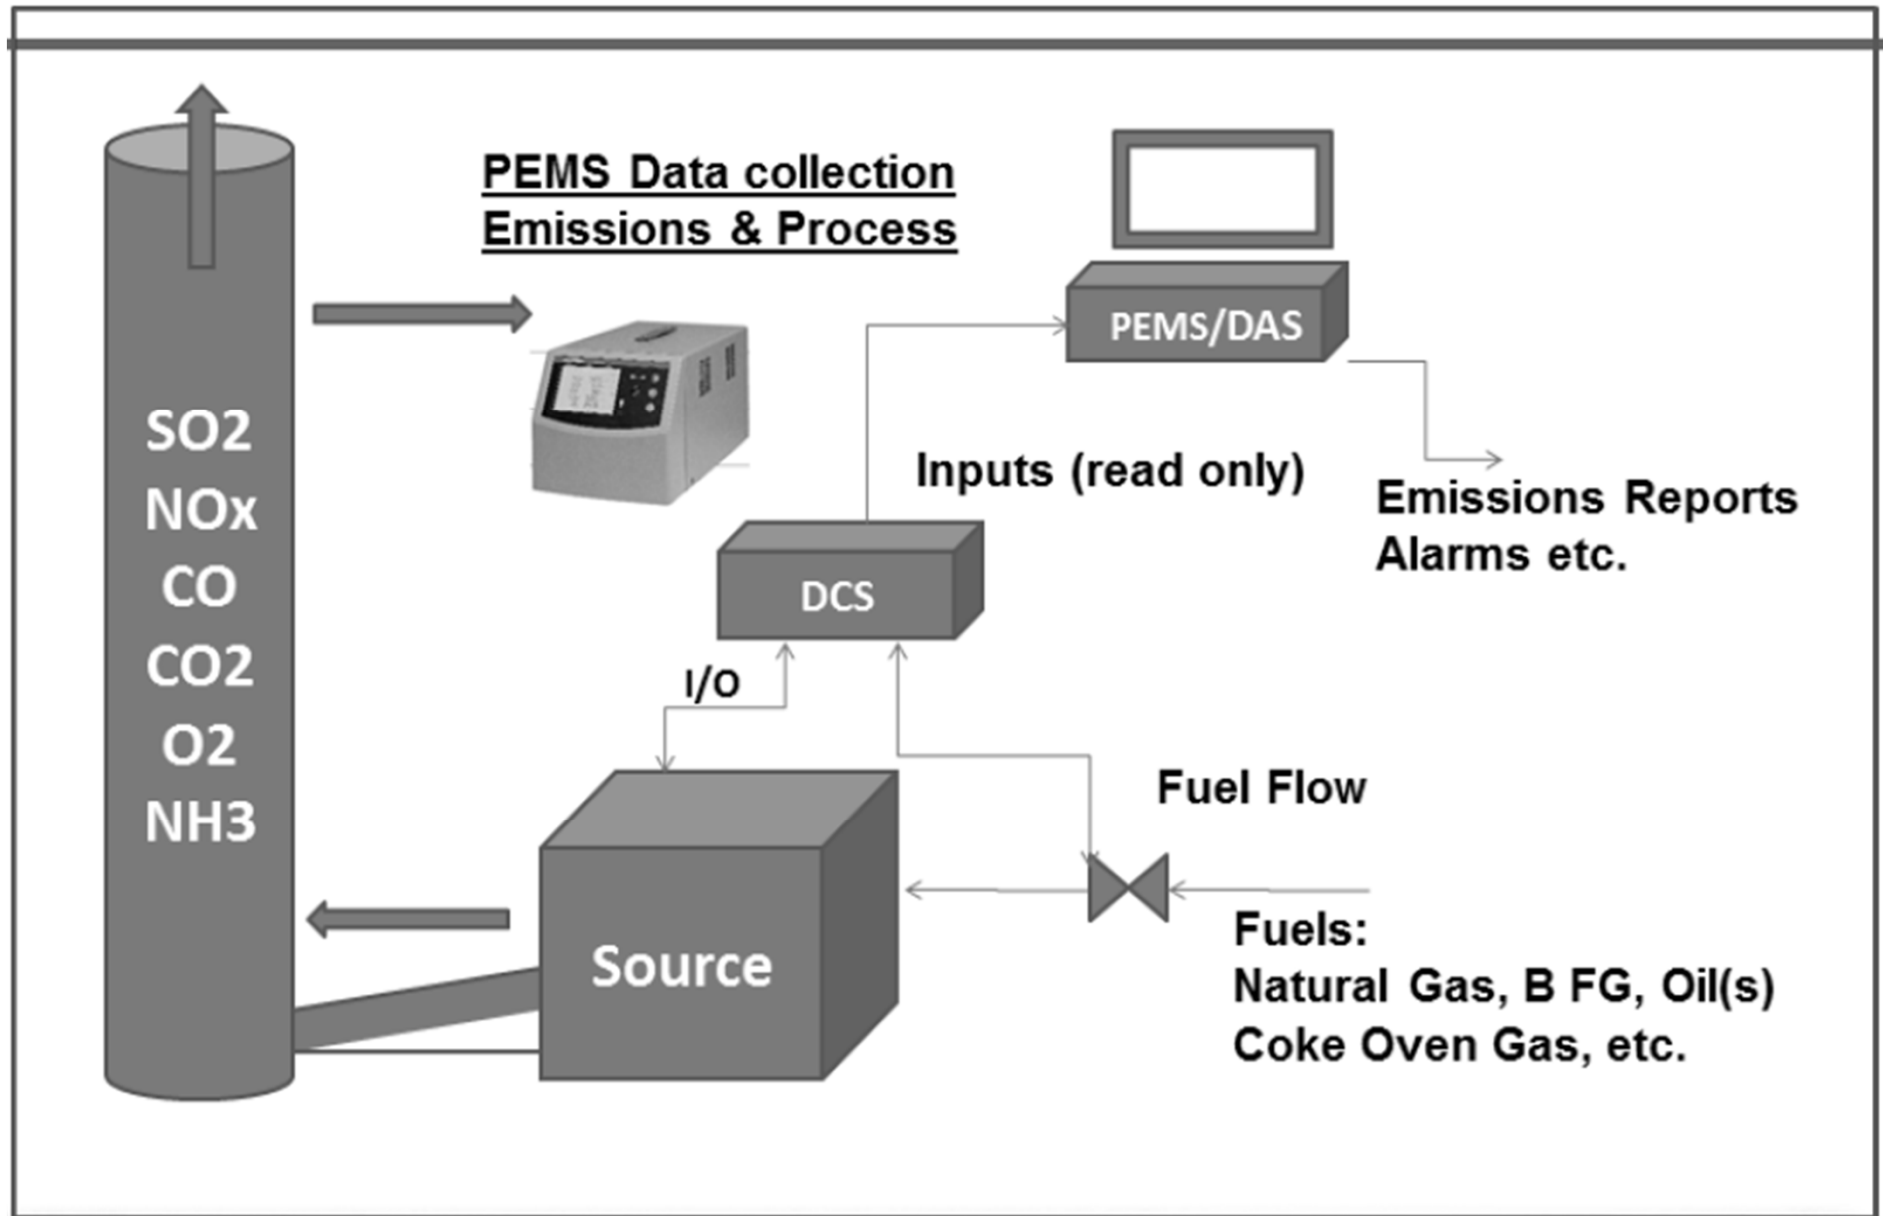 PEMS Data collection
Emissions & Process
PEMS/DAS
SO2
NOx
CO
CO2
O2
NH3
Inputs (read only)
Emissions Reports
Alarms etc.
DCS
I/O
Fuel Flow
Source
Fuels:
Natural Gas, B FG, Oil(s)
Coke Oven Gas, etc.